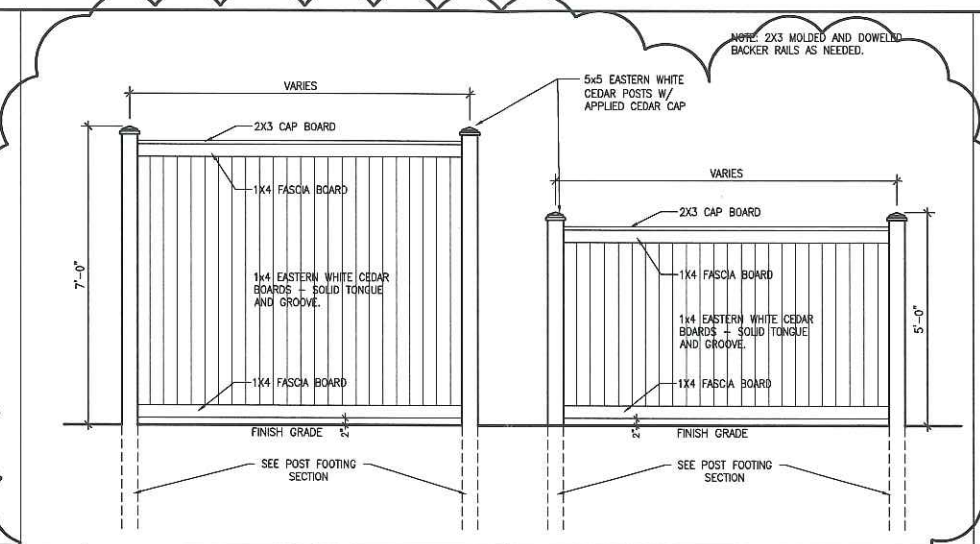 NOTE: 2X3 MOLDED AND DOWELED
BACKER RAILS AS NEEDED.
5x5 EASTERN WHITE
CEDAR POSTS W/
APPLIED CEDAR CAP
VARIES
2X3 CAP BOARD
1X4 FASCIA BOARD
7'-0"
1x4 EASTERN WHITE CEDAR
BOARDS - SOLID TONGUE
AND GROOVE.
1X4 FASCIA BOARD
FINISH GRADE
2"
SEE POST FOOTING
SECTION
VARIES
2X3 CAP BOARD
1X4 FASCIA BOARD
5'-0"
1x4 EASTERN WHITE CEDAR
BOARDS - SOLID TONGUE
AND GROOVE.
1X4 FASCIA BOARD
2"
FINISH GRADE
SEE POST FOOTING
SECTION